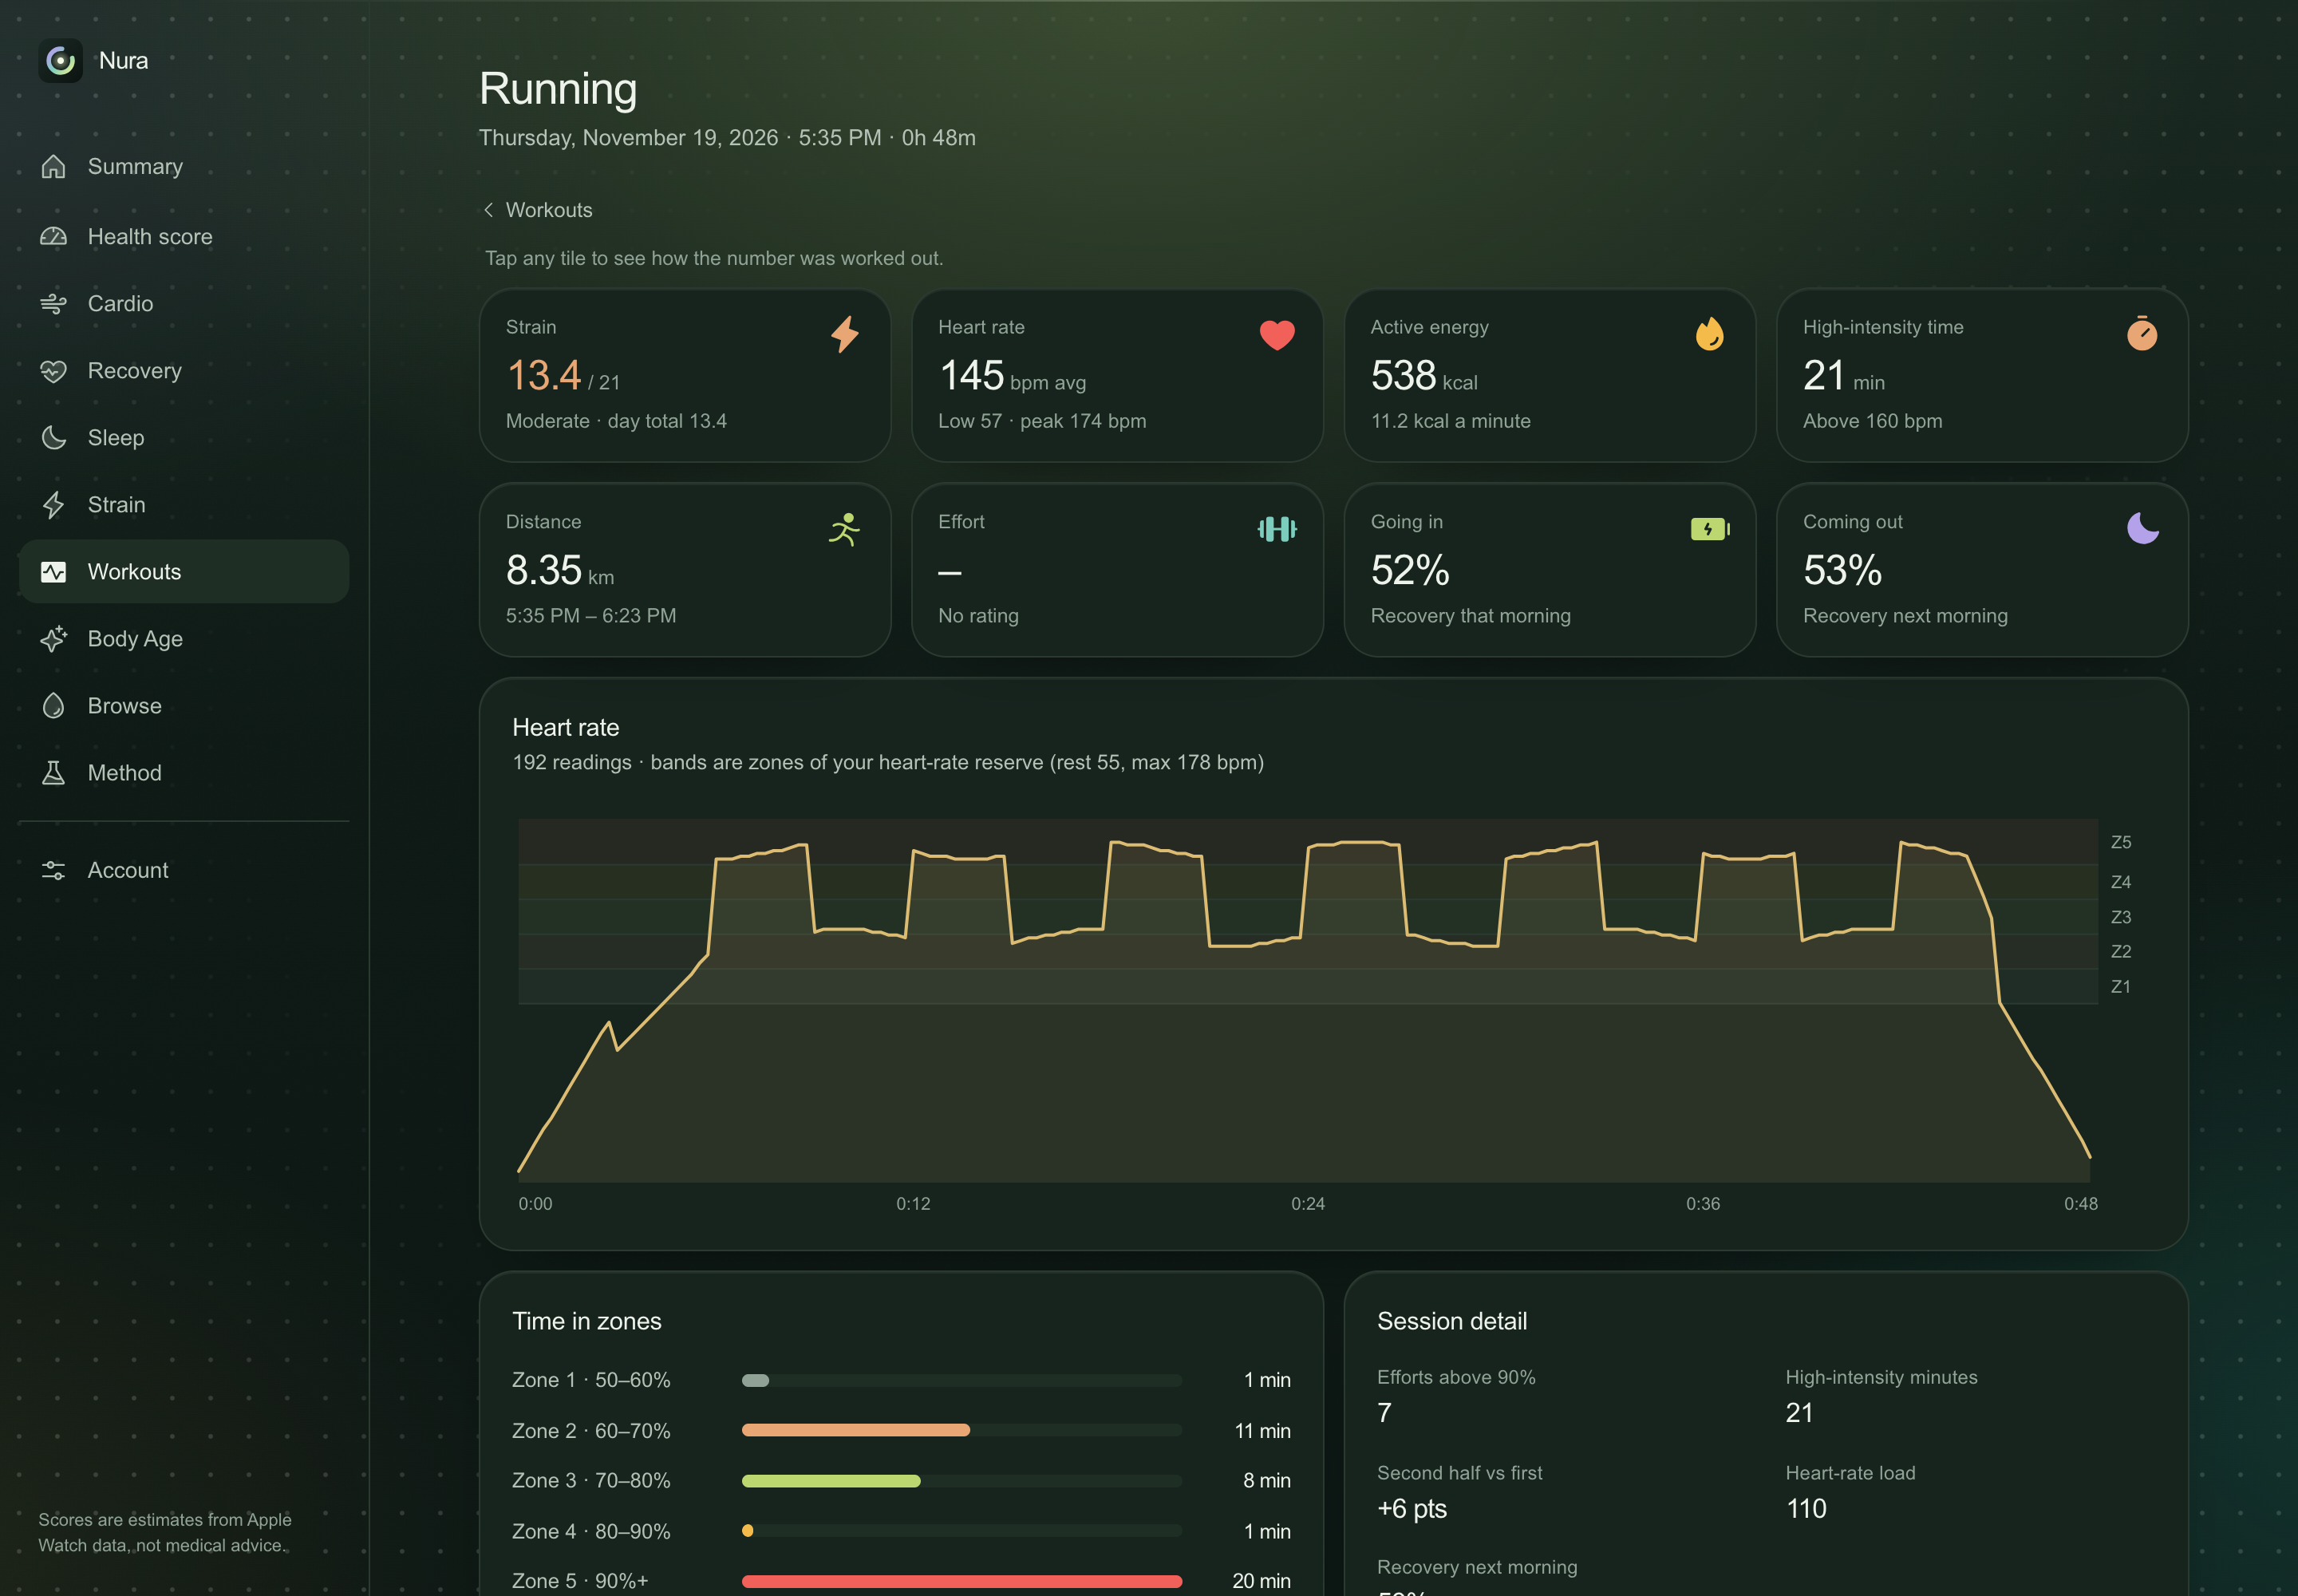 Nura
Summary
Health score
Cardio
Recovery
Sleep
Strain
Workouts
Body Age
Browse
Method
Account
Scores are estimates from Apple
Watch data, not medical advice.
Running
Thursday, November 19, 2026 · 5:35 PM · 0h 48m
Workouts
Tap any tile to see how the number was worked out.
Strain
13.4 / 21
Moderate · day total 13.4
Heart rate
145 bpm avg
Low 57 · peak 174 bpm
Active energy
538 kcal
11.2 kcal a minute
High-intensity time
21 min
Above 160 bpm
Distance
8.35 km
5:35 PM – 6:23 PM
Effort
–
No rating
Going in
52%
Recovery that morning
Coming out
53%
Recovery next morning
Heart rate
192 readings · bands are zones of your heart-rate reserve (rest 55, max 178 bpm)
Z5
Z4
Z3
Z2
Z1
0:00
0:12
0:24
0:36
0:48
Time in zones
Zone 1 · 50–60%
1 min
Zone 2 · 60–70%
11 min
Zone 3 · 70–80%
8 min
Zone 4 · 80–90%
1 min
Zone 5 · 90%+
20 min
Session detail
Efforts above 90%
7
High-intensity minutes
21
Second half vs first
+6 pts
Heart-rate load
110
Recovery next morning